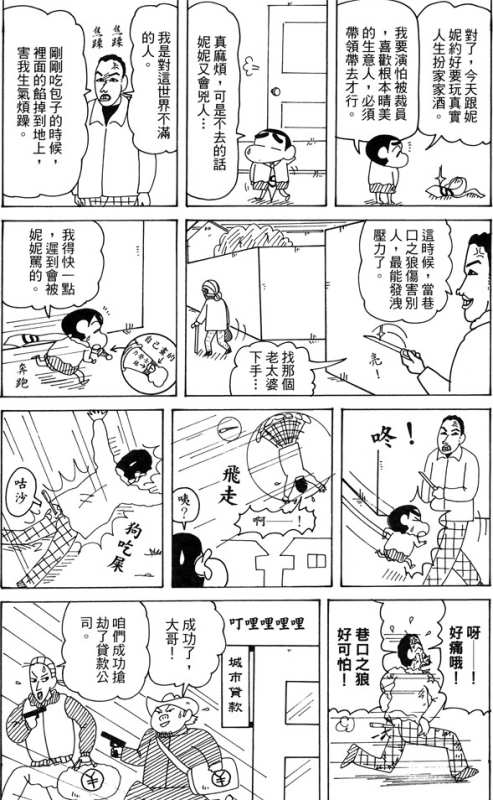 對了，今天跟妮
妮約好要玩真實
人生扮家家酒。
我要演怕被裁員
，喜歡根本晴美
的生意人，必須
帶領帶去才行。
真麻煩，可是不去的話
妮妮又會兇人…
焦躁
焦躁
我是對這世界不滿
的人。
剛剛吃包子的時候，
裡面的餡掉到地上，
害我生氣煩躁。
這時候，當巷
口之狼傷害別
人，最能發洩
壓力了。
亮！
找那個
老太婆
下手…
我得快一點
，遲到會被
妮妮罵的。
自己畫的
奔跑
咚！
飛走
啊——！
咦？
狗吃屎
咕沙
呀——！
好痛哦！
巷口之狼
好可怕！
叮哩哩哩哩
城市貸款
成功了，
大哥！
咱們成功搶
劫了貸款公
司。
¥
¥